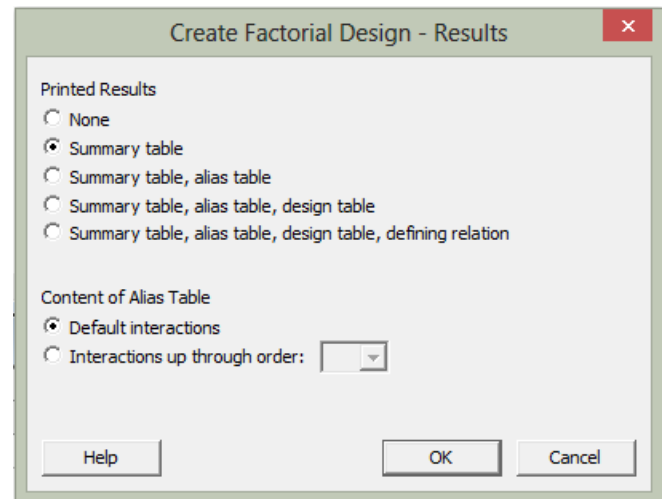 Create Factorial Design - Results
Printed Results
None
Summary table
Summary table, alias table
Summary table, alias table, design table
Summary table, alias table, design table, defining relation
Content of Alias Table
Default interactions
Interactions up through order:
Help
OK
Cancel